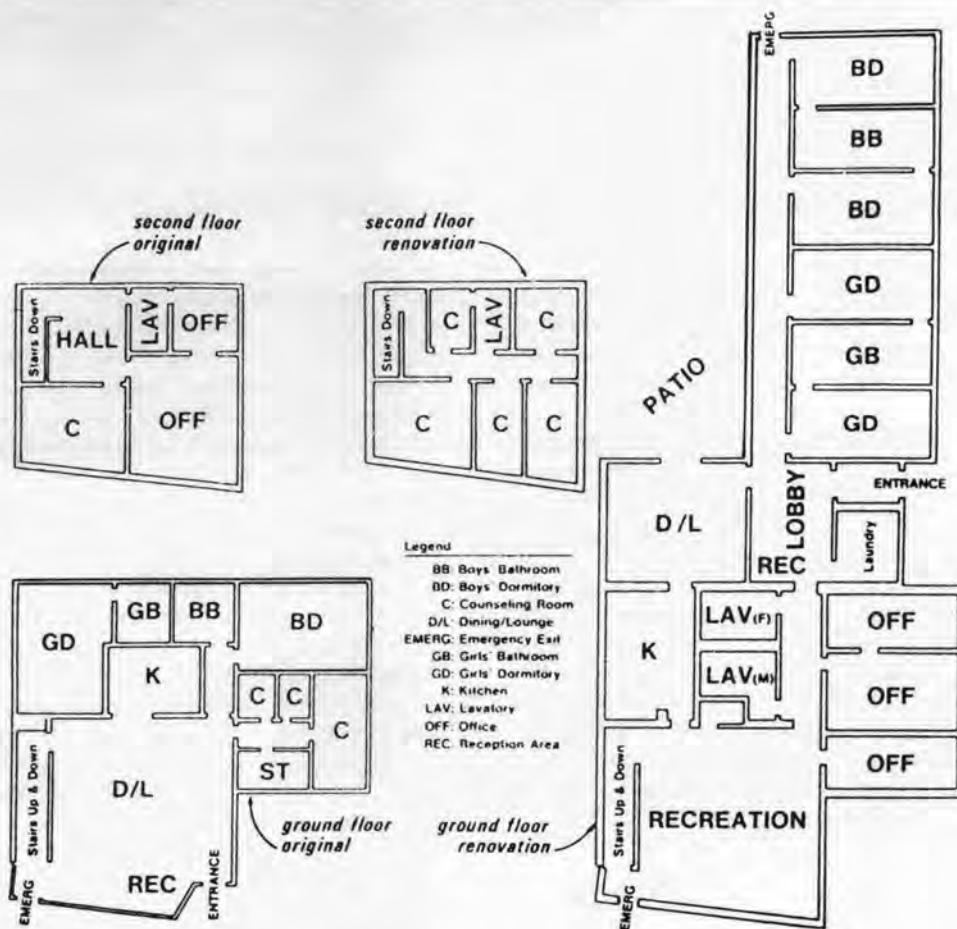 second floor
original
Stairs Down
HALL
LAV
OFF
C
OFF
second floor
renovation
Stairs Down
C
LAV
C
C
C
C
EMERG
BD
BB
BD
GD
GB
GD
PATIO
LOBBY
ENTRANCE
D/L
REC
Laundry
LAV(F)
OFF
K
LAV(M)
OFF
OFF
Stairs Up & Down
RECREATION
EMERG
ground floor
renovation
Legend
BB: Boys' Bathroom
BD: Boys' Dormitory
C: Counseling Room
D/L: Dining/Lounge
EMERG: Emergency Exit
GB: Girls' Bathroom
GD: Girls' Dormitory
K: Kitchen
LAV: Lavatory
OFF: Office
REC: Reception Area
GD
GB
BB
BD
K
C
C
C
ST
Stairs Up & Down
D/L
REC
ENTRANCE
EMERG
ground floor
original